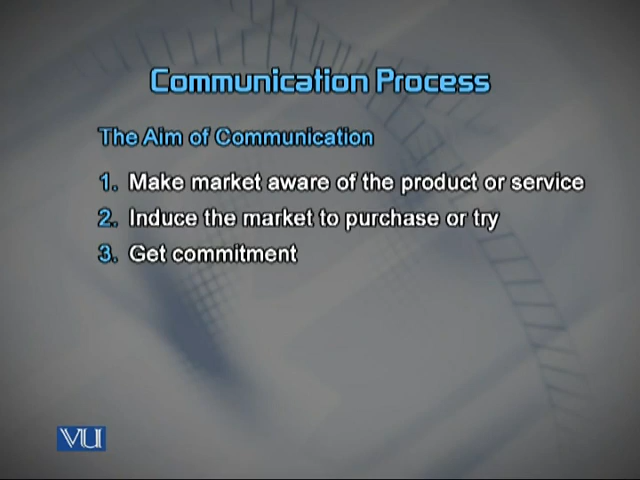 Communication Process
The Aim of Communication
1. Make market aware of the product or service
2. Induce the market to purchase or try
3. Get commitment
VU